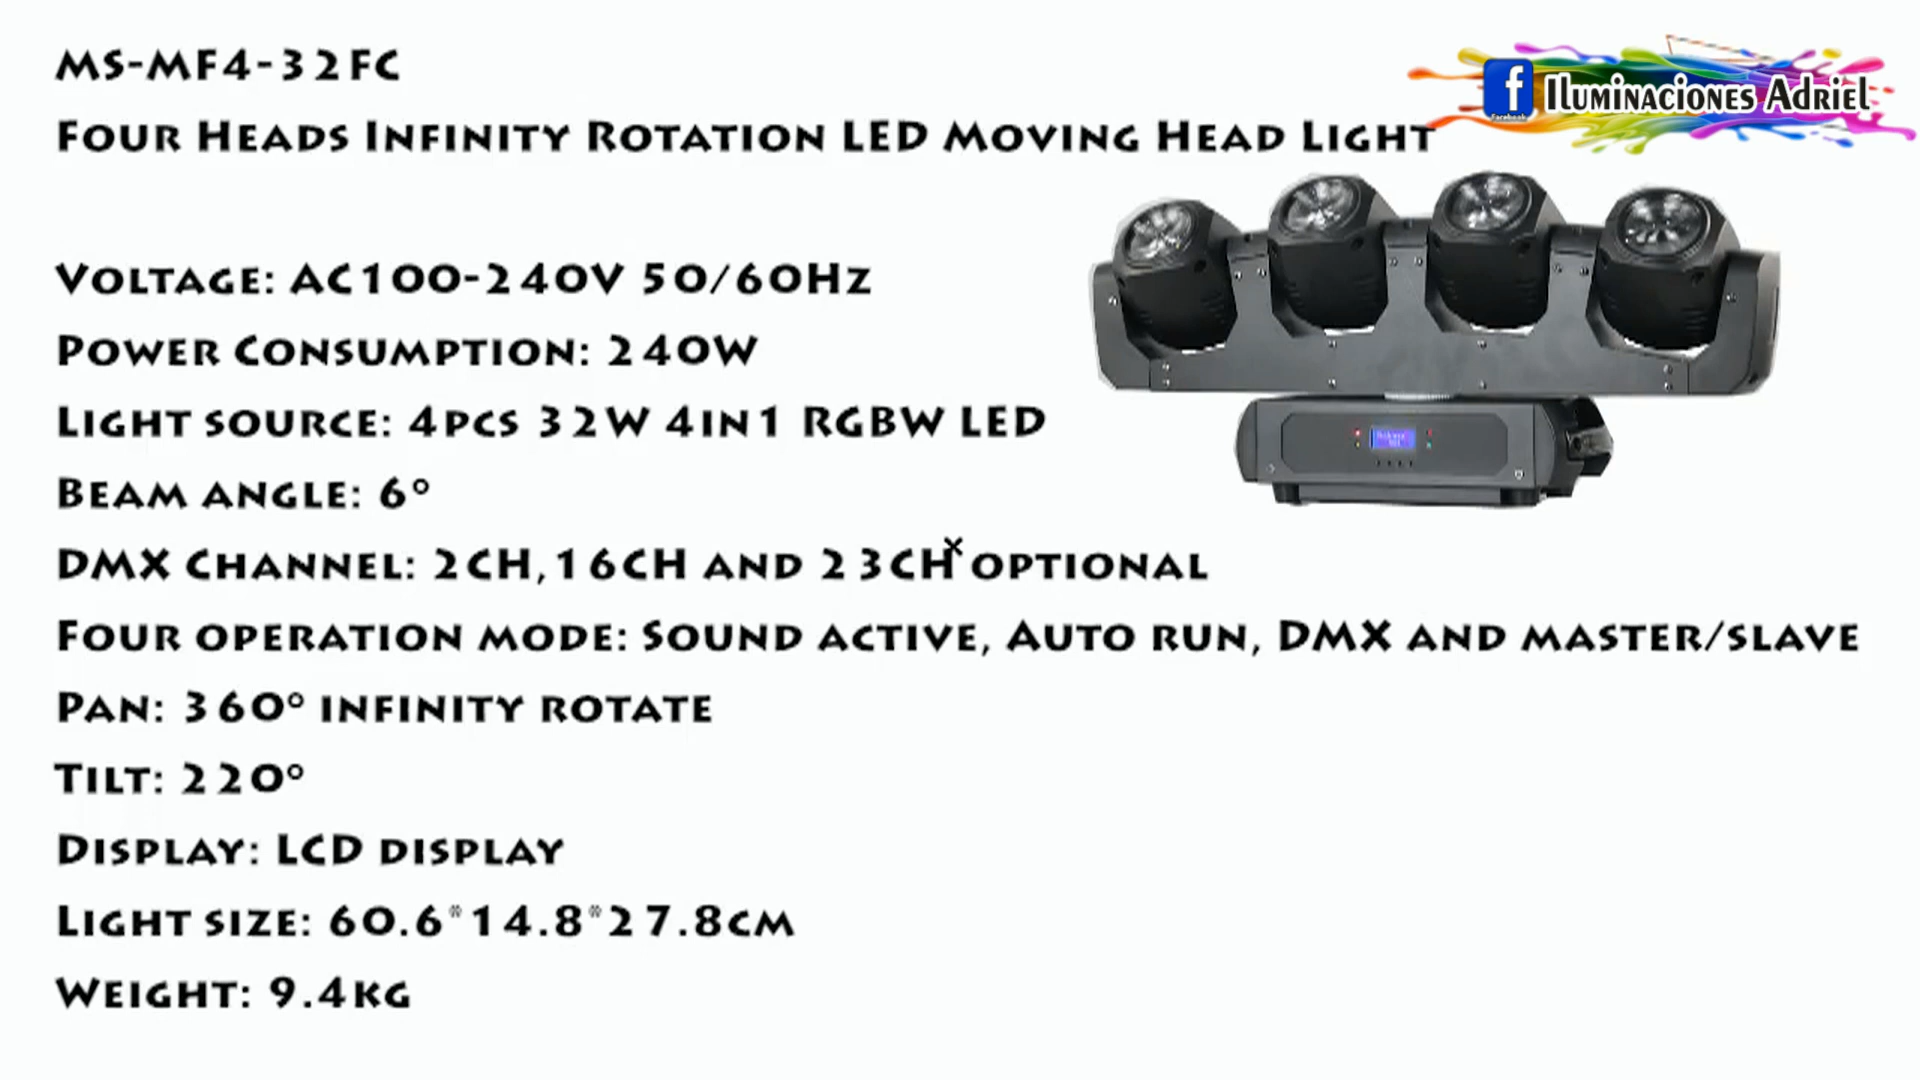 MS-MF4-32FC
Four Heads Infinity Rotation LED Moving Head Light
f Iluminaciones Adriel
Facebook
Voltage: AC100-240V 50/60Hz
Power Consumption: 240W
Light source: 4pcs 32W 4in1 RGBW LED
Beam angle: 6°
DMX Channel: 2CH,16CH and 23CH optional
Four operation mode: Sound active, Auto run, DMX and master/slave
Pan: 360° infinity rotate
Tilt: 220°
Display: LCD display
Light size: 60.6*14.8*27.8cm
Weight: 9.4kg